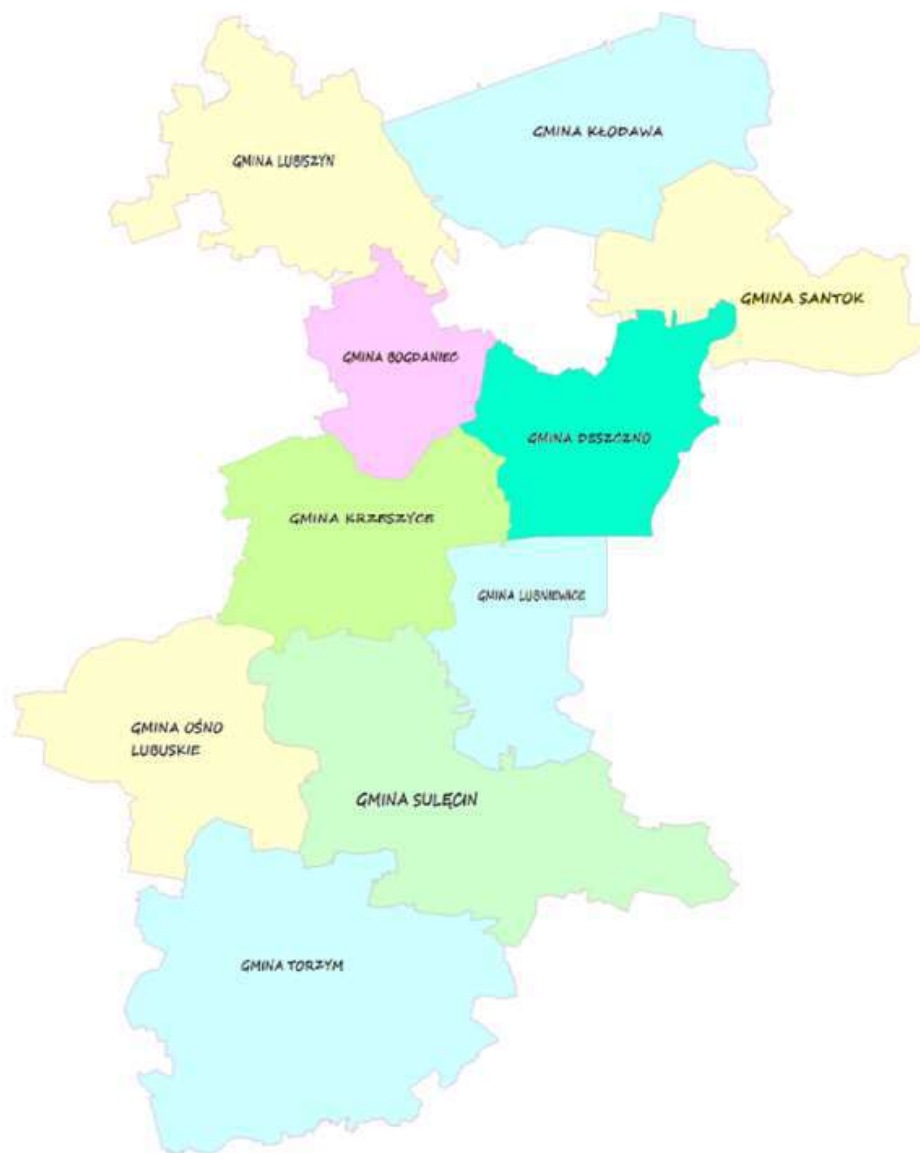 GMINA KŁODAWA
GMINA LUBISZYN
GMINA SANTOK
GMINA BOGDANIEC
GMINA DESZCZNO
GMINA KRZESZYCE
GMINA LUBNIEWICE
GMINA OŚNO
LUBUSKIE
GMINA SULĘCIN
GMINA TORZYM